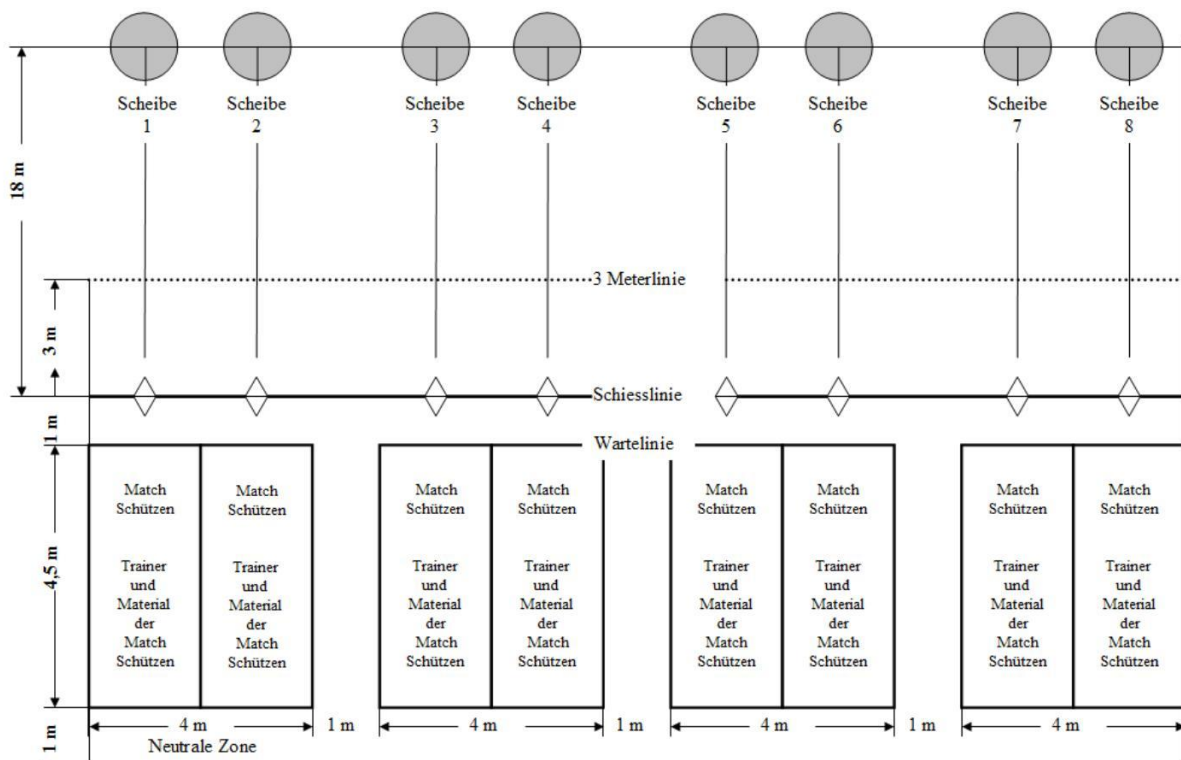 Scheibe Scheibe Scheibe Scheibe Scheibe Scheibe Scheibe Scheibe
1 2 3 4 5 6 7 8
18 m
3 Meterlinie
3 m
Schiesslinie
1m
Wartelinie
Match Match Match Match Match Match Match Match
Schützen Schützen Schützen Schützen Schützen Schützen Schützen Schützen
4,5 m
Trainer Trainer Trainer Trainer Trainer Trainer Trainer Trainer
und und und und und und und und
Material Material Material Material Material Material Material Material
der der der der der der der der
Match Match Match Match Match Match Match Match
Schützen Schützen Schützen Schützen Schützen Schützen Schützen Schützen
1 m
4 m 1 m 4 m 1 m 4 m 1 m 4 m
Neutrale Zone